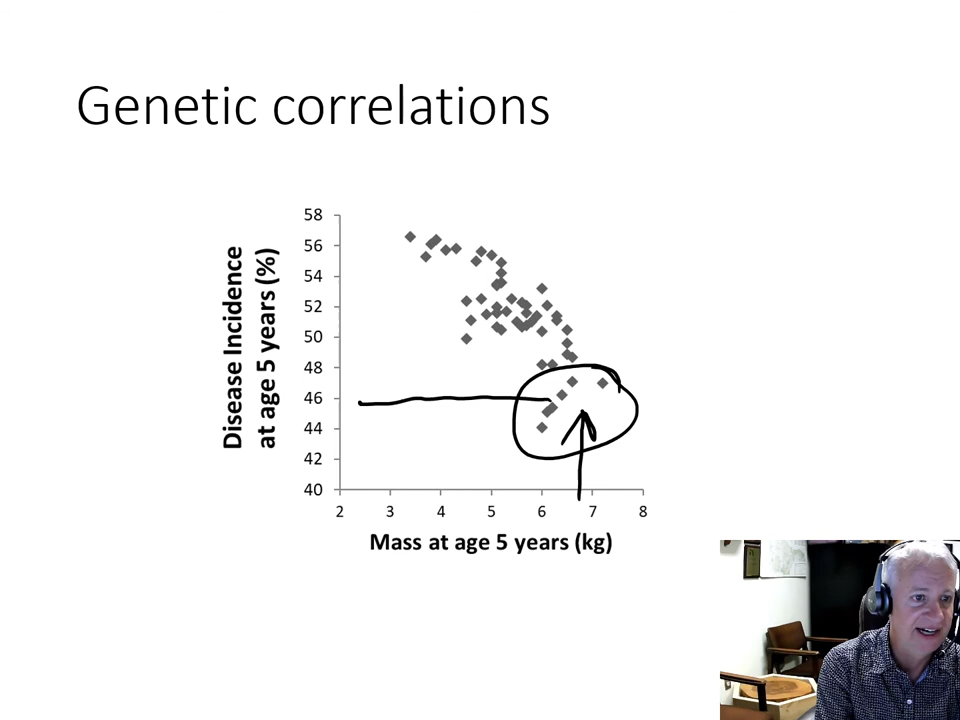 Genetic correlations
Disease Incidence
at age 5 years (%)
58
56
54
52
50
48
46
44
42
40
2 3 4 5 6 7 8
Mass at age 5 years (kg)